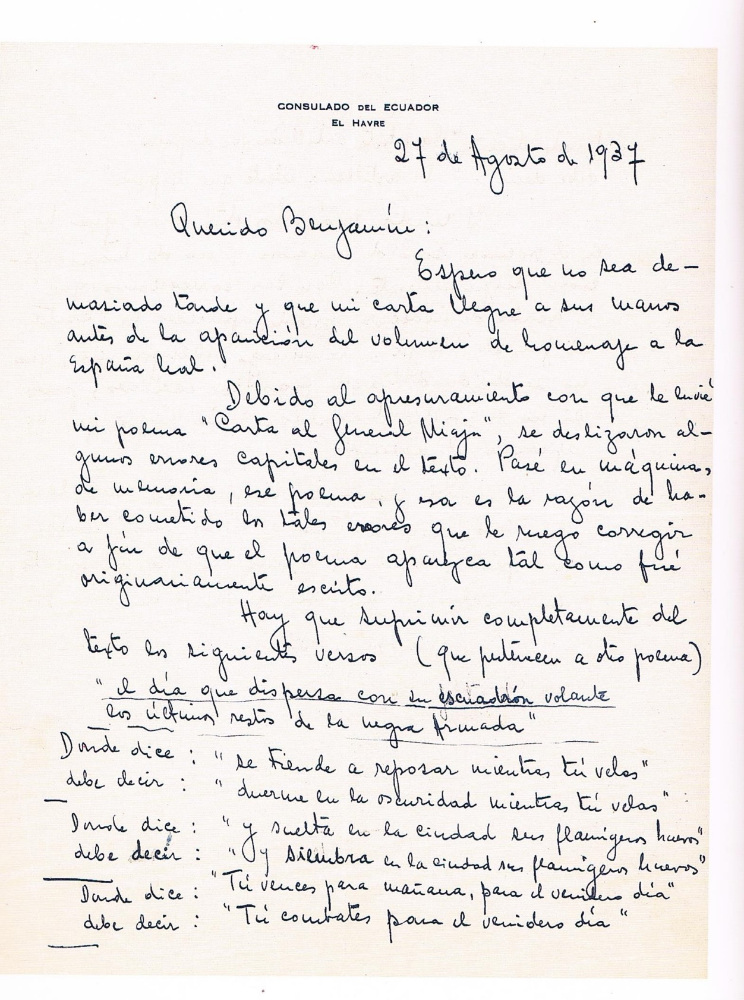 CONSULADO DEL ECUADOR
EL HAVRE
27 de Agosto de 1937
Querido Benjamín:
Espero que no sea de-
masiado tarde y que mi carta llegue a sus manos
antes de la aparición del volumen de homenaje a la
España leal.
Debido al apresuramiento con que le envié
mi poema "Carta al General Miaja", se deslizaron al-
gunos errores capitales en el texto. Pasé en máquina,
de memoria, ese poema, y esa es la razón de ha-
ber cometido los tales errores que le ruego corregir
a fín de que el poema aparezca tal como fué
originariamente escrito.
Hay que suprimir completamente del
texto los siguientes versos (que pertenecen a otro poema)
"el día que dispersa con su escuadrón volante
los últimos restos de la negra Armada"
Donde dice: "se tiende a reposar mientras tú velas"
debe decir: "duerme en la oscuridad mientras tú velas"
Donde dice: "y suelta en la ciudad sus flamígeros huevos"
debe decir: "y siembra en la ciudad sus flamígeros huevos"
Donde dice: "Tú vences para mañana, para el venidero día"
debe decir: "Tú combates para el venidero día"